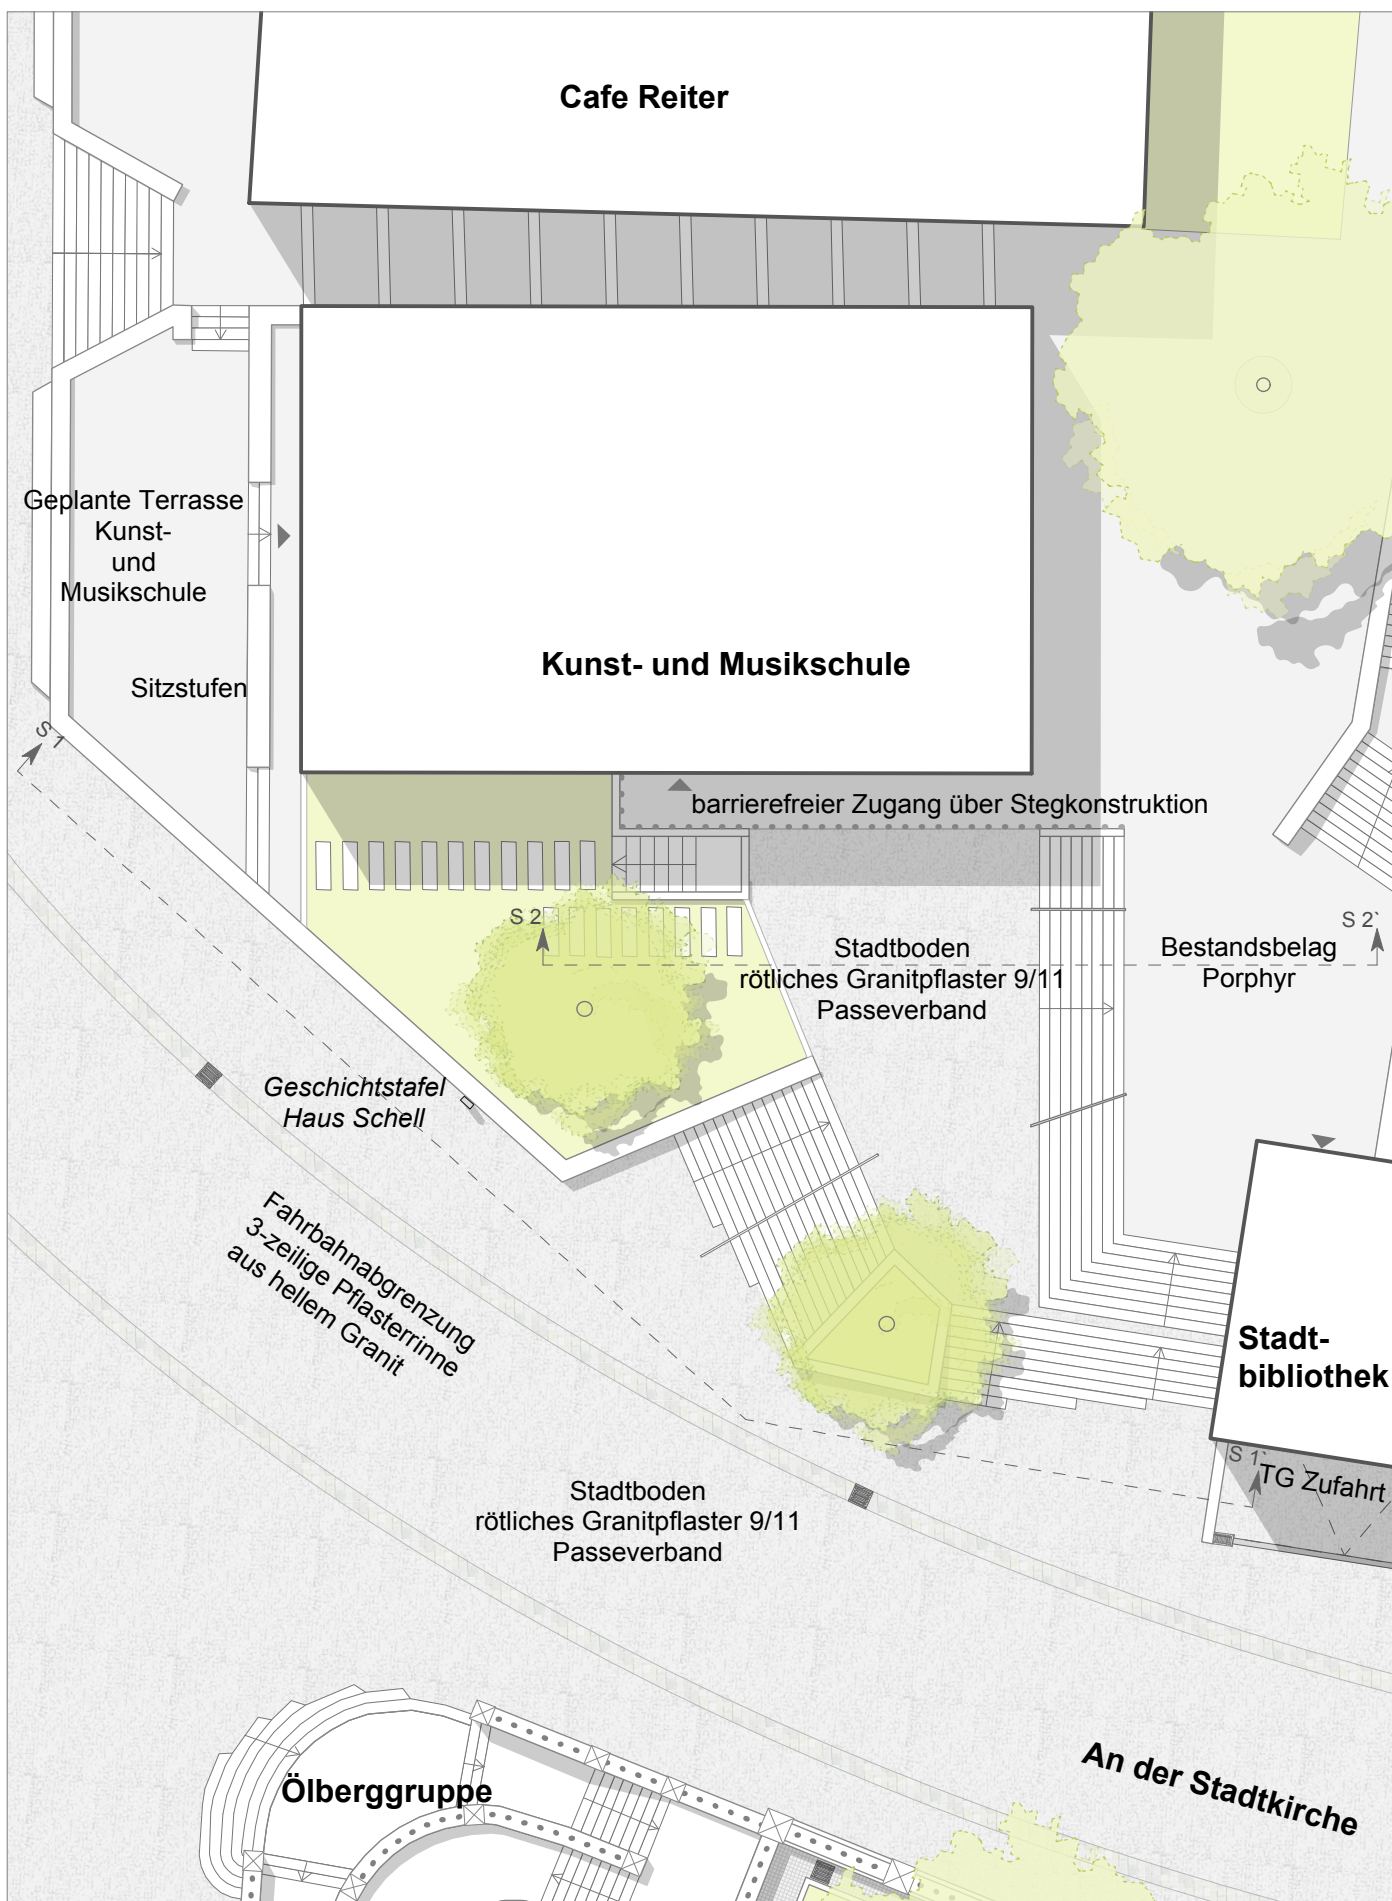 Cafe Reiter
Geplante Terrasse
Kunst-
und
Musikschule
Kunst- und Musikschule
Sitzstufen
S 1
barrierefreier Zugang über Stegkonstruktion
S 2
S 2`
Stadtboden
rötliches Granitpflaster 9/11
Passeverband
Bestandsbelag
Porphyr
Geschichtstafel
Haus Schell
Fahrbahnabgrenzung
3-zeilige Pflasterrinne
aus hellem Granit
Stadt-
bibliothek
S 1`
TG Zufahrt
Stadtboden
rötliches Granitpflaster 9/11
Passeverband
An der Stadtkirche
Ölberggruppe